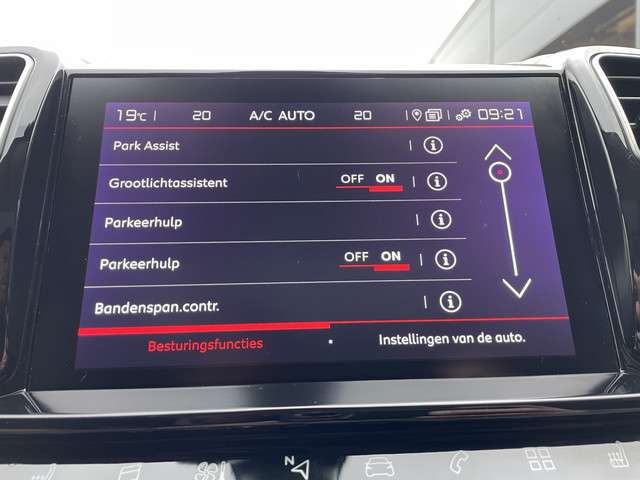 19°C 20 A/C AUTO 20 09:21
Park Assist
Grootlichtassistent OFF ON
Parkeerhulp
Parkeerhulp OFF ON
Bandenspan.contr.
Besturingsfuncties Instellingen van de auto.
N